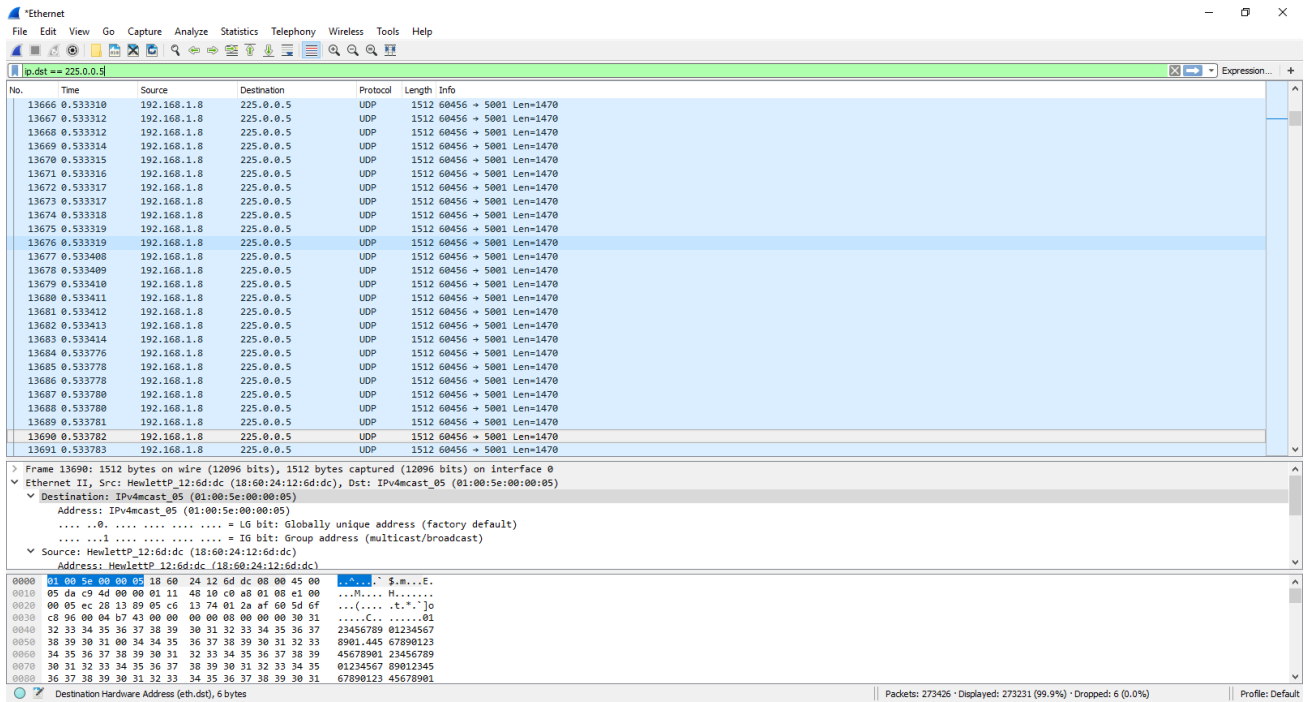 *Ethernet
File Edit View Go Capture Analyze Statistics Telephony Wireless Tools Help
ip.dst == 225.0.0.5 Expression... +
No. Time Source Destination Protocol Length Info
13666 0.533310 192.168.1.8 225.0.0.5 UDP 1512 60456 → 5001 Len=1470
13667 0.533312 192.168.1.8 225.0.0.5 UDP 1512 60456 → 5001 Len=1470
13668 0.533312 192.168.1.8 225.0.0.5 UDP 1512 60456 → 5001 Len=1470
13669 0.533314 192.168.1.8 225.0.0.5 UDP 1512 60456 → 5001 Len=1470
13670 0.533315 192.168.1.8 225.0.0.5 UDP 1512 60456 → 5001 Len=1470
13671 0.533316 192.168.1.8 225.0.0.5 UDP 1512 60456 → 5001 Len=1470
13672 0.533317 192.168.1.8 225.0.0.5 UDP 1512 60456 → 5001 Len=1470
13673 0.533317 192.168.1.8 225.0.0.5 UDP 1512 60456 → 5001 Len=1470
13674 0.533318 192.168.1.8 225.0.0.5 UDP 1512 60456 → 5001 Len=1470
13675 0.533319 192.168.1.8 225.0.0.5 UDP 1512 60456 → 5001 Len=1470
13676 0.533319 192.168.1.8 225.0.0.5 UDP 1512 60456 → 5001 Len=1470
13677 0.533408 192.168.1.8 225.0.0.5 UDP 1512 60456 → 5001 Len=1470
13678 0.533409 192.168.1.8 225.0.0.5 UDP 1512 60456 → 5001 Len=1470
13679 0.533410 192.168.1.8 225.0.0.5 UDP 1512 60456 → 5001 Len=1470
13680 0.533411 192.168.1.8 225.0.0.5 UDP 1512 60456 → 5001 Len=1470
13681 0.533412 192.168.1.8 225.0.0.5 UDP 1512 60456 → 5001 Len=1470
13682 0.533413 192.168.1.8 225.0.0.5 UDP 1512 60456 → 5001 Len=1470
13683 0.533414 192.168.1.8 225.0.0.5 UDP 1512 60456 → 5001 Len=1470
13684 0.533776 192.168.1.8 225.0.0.5 UDP 1512 60456 → 5001 Len=1470
13685 0.533778 192.168.1.8 225.0.0.5 UDP 1512 60456 → 5001 Len=1470
13686 0.533778 192.168.1.8 225.0.0.5 UDP 1512 60456 → 5001 Len=1470
13687 0.533780 192.168.1.8 225.0.0.5 UDP 1512 60456 → 5001 Len=1470
13688 0.533780 192.168.1.8 225.0.0.5 UDP 1512 60456 → 5001 Len=1470
13689 0.533781 192.168.1.8 225.0.0.5 UDP 1512 60456 → 5001 Len=1470
13690 0.533782 192.168.1.8 225.0.0.5 UDP 1512 60456 → 5001 Len=1470
13691 0.533783 192.168.1.8 225.0.0.5 UDP 1512 60456 → 5001 Len=1470
Frame 13690: 1512 bytes on wire (12096 bits), 1512 bytes captured (12096 bits) on interface 0
Ethernet II, Src: HewlettP_12:6d:dc (18:60:24:12:6d:dc), Dst: IPv4mcast_05 (01:00:5e:00:00:05)
Destination: IPv4mcast_05 (01:00:5e:00:00:05)
Address: IPv4mcast_05 (01:00:5e:00:00:05)
.... ..0. .... .... .... .... = LG bit: Globally unique address (factory default)
.... ...1 .... .... .... .... = IG bit: Group address (multicast/broadcast)
Source: HewlettP_12:6d:dc (18:60:24:12:6d:dc)
Address: HewlettP_12:6d:dc (18:60:24:12:6d:dc)
0000 01 00 5e 00 00 05 18 60 24 12 6d dc 08 00 45 00 ..^....` $.m...E.
0010 05 da c9 4d 00 00 01 11 48 10 c0 a8 01 08 e1 00 ...M.... H.......
0020 00 05 ec 28 13 89 05 c6 13 74 01 2a af 60 5d 6f ...(.... .t.*.`]o
0030 c8 96 00 04 b7 43 00 00 00 08 00 00 00 30 31 .....C.. ......01
0040 32 33 34 35 36 37 38 39 30 31 32 33 34 35 36 37 23456789 01234567
0050 38 39 30 31 00 34 34 35 36 37 38 39 30 31 32 33 8901.445 67890123
0060 34 35 36 37 38 39 30 31 32 33 34 35 36 37 38 39 45678901 23456789
0070 30 31 32 33 34 35 36 37 38 39 30 31 32 33 34 35 01234567 89012345
0080 36 37 38 39 30 31 32 33 34 35 36 37 38 39 30 31 67890123 45678901
Destination Hardware Address (eth.dst), 6 bytes Packets: 273426 · Displayed: 273231 (99.9%) · Dropped: 6 (0.0%) Profile: Default